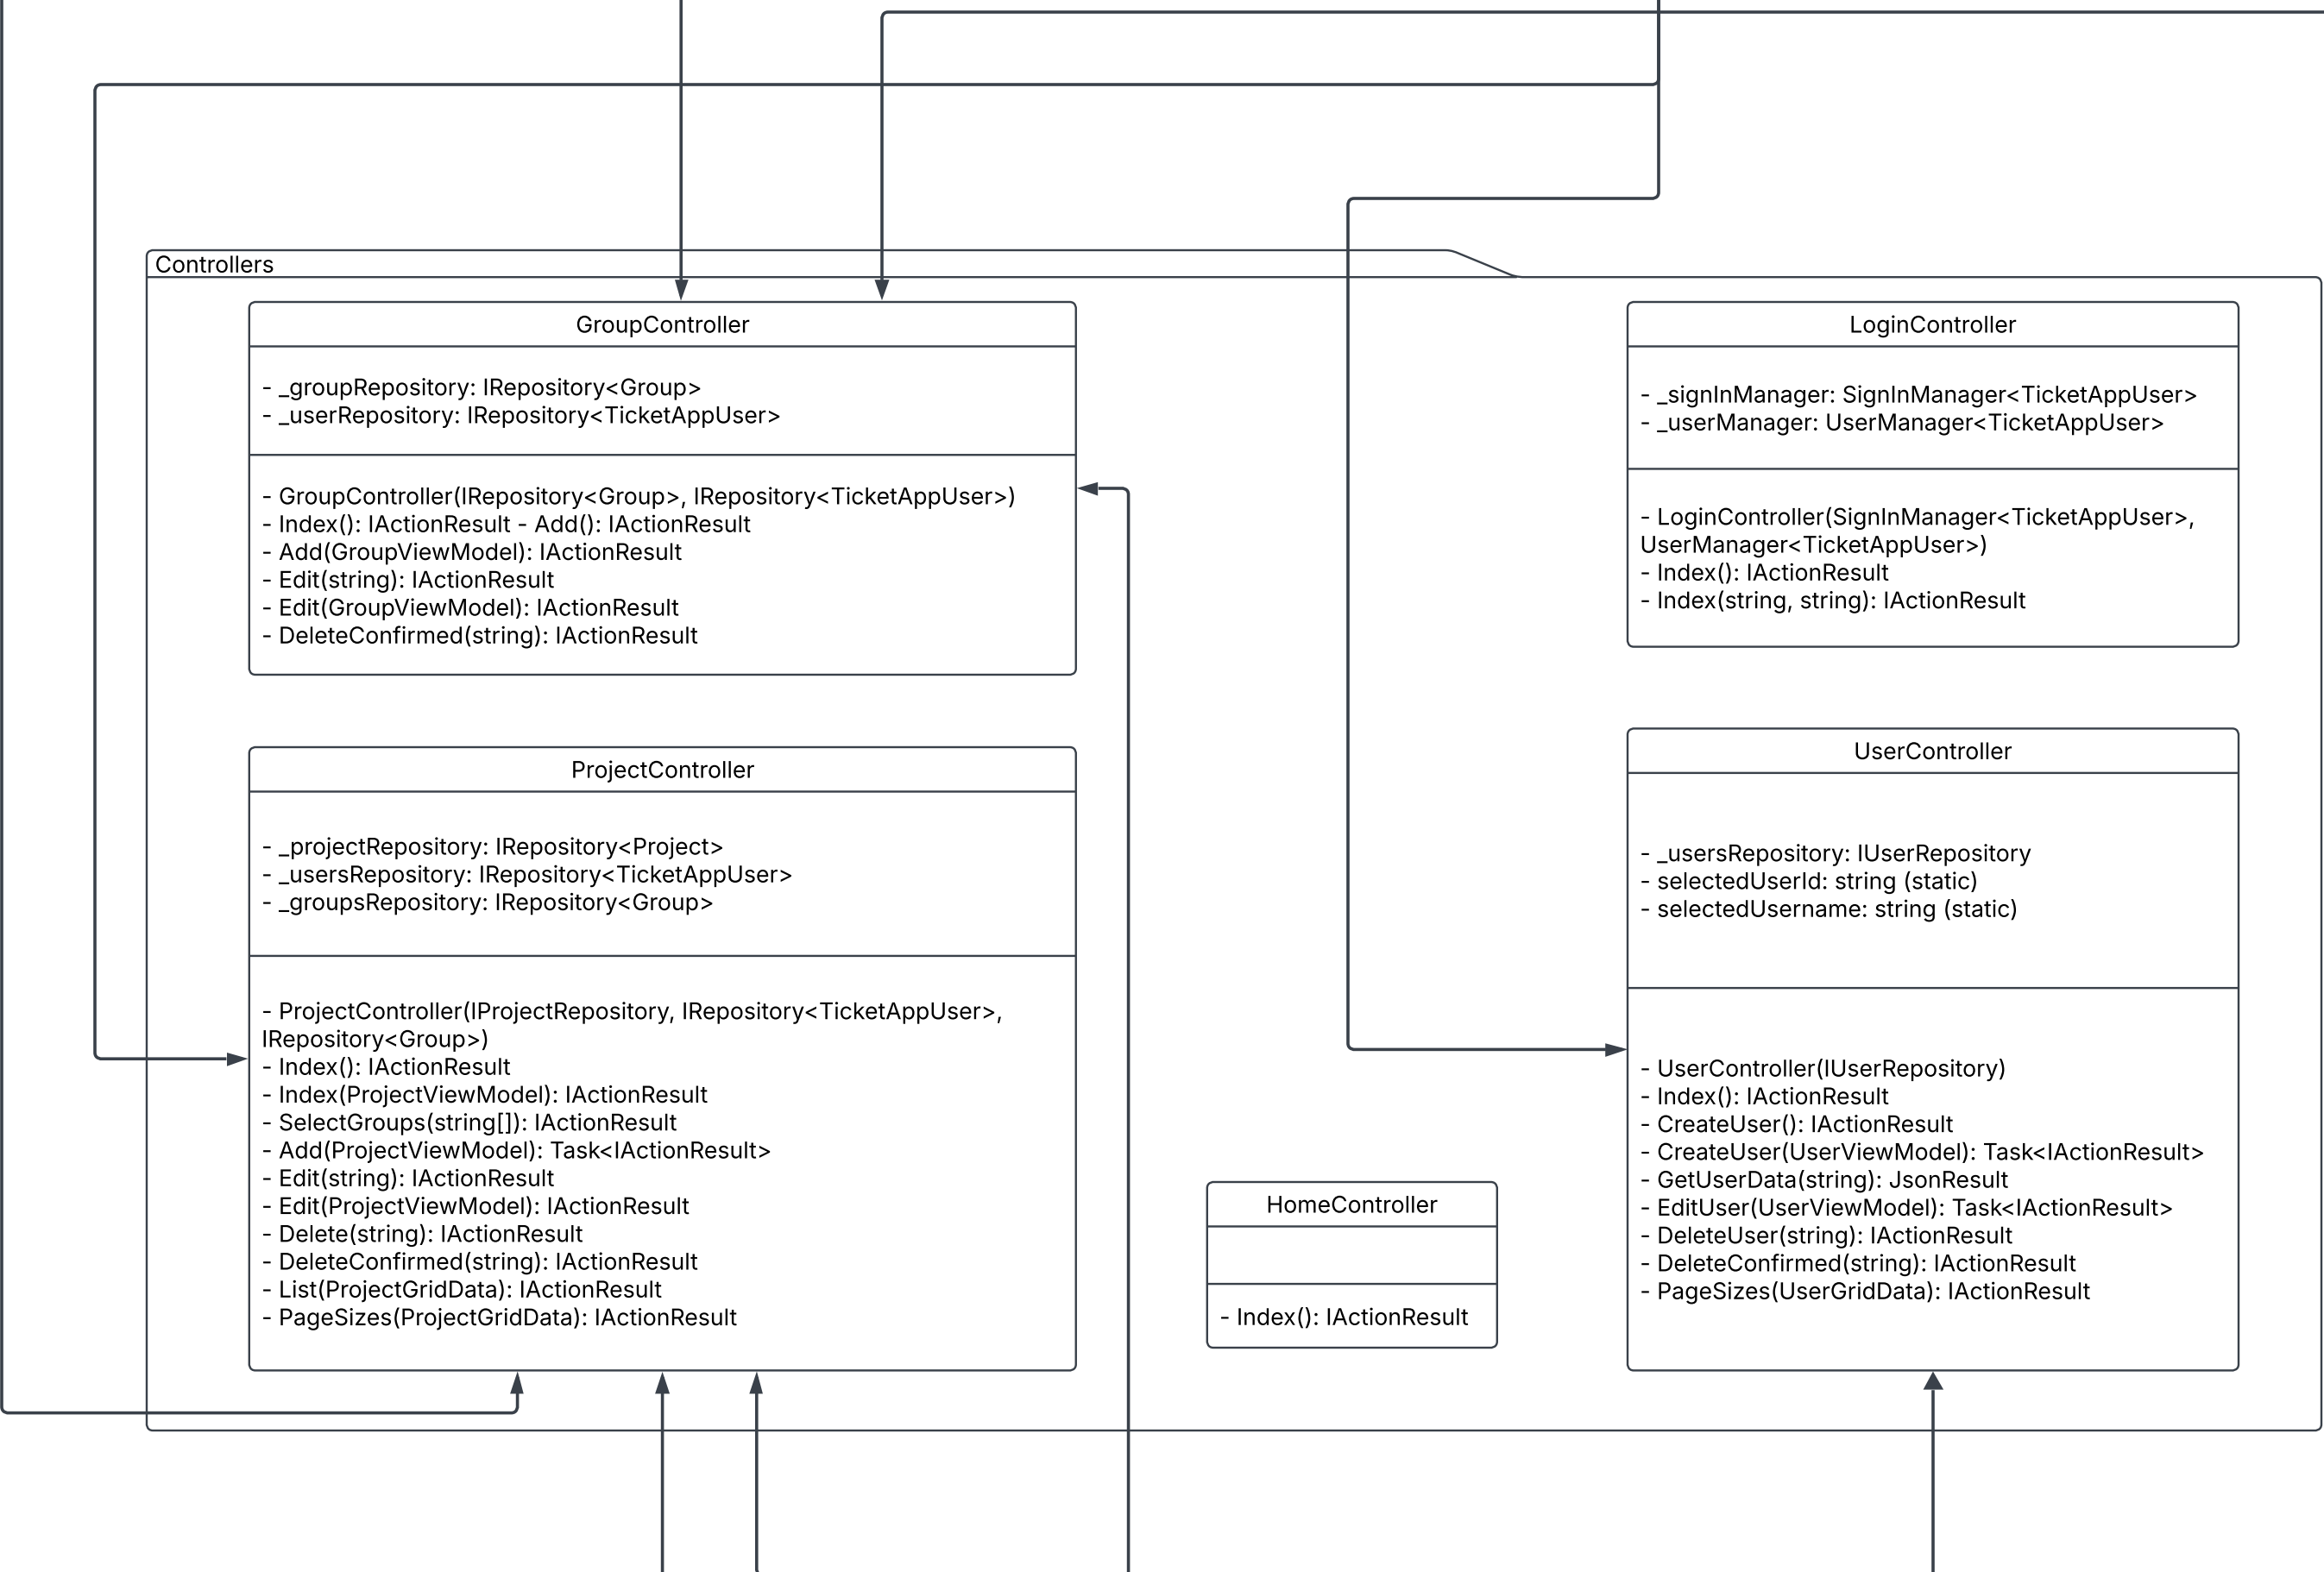 Controllers
GroupController
- _groupRepository: IRepository<Group>
- _userRepository: IRepository<TicketAppUser>
- GroupController(IRepository<Group>, IRepository<TicketAppUser>)
- Index(): IActionResult - Add(): IActionResult
- Add(GroupViewModel): IActionResult
- Edit(string): IActionResult
- Edit(GroupViewModel): IActionResult
- DeleteConfirmed(string): IActionResult
LoginController
- _signInManager: SignInManager<TicketAppUser>
- _userManager: UserManager<TicketAppUser>
- LoginController(SignInManager<TicketAppUser>,
UserManager<TicketAppUser>)
- Index(): IActionResult
- Index(string, string): IActionResult
ProjectController
- _projectRepository: IRepository<Project>
- _usersRepository: IRepository<TicketAppUser>
- _groupsRepository: IRepository<Group>
- ProjectController(IProjectRepository, IRepository<TicketAppUser>,
IRepository<Group>)
- Index(): IActionResult
- Index(ProjectViewModel): IActionResult
- SelectGroups(string[]): IActionResult
- Add(ProjectViewModel): Task<IActionResult>
- Edit(string): IActionResult
- Edit(ProjectViewModel): IActionResult
- Delete(string): IActionResult
- DeleteConfirmed(string): IActionResult
- List(ProjectGridData): IActionResult
- PageSizes(ProjectGridData): IActionResult
HomeController
- Index(): IActionResult
UserController
- _usersRepository: IUserRepository
- selectedUserId: string (static)
- selectedUsername: string (static)
- UserController(IUserRepository)
- Index(): IActionResult
- CreateUser(): IActionResult
- CreateUser(UserViewModel): Task<IActionResult>
- GetUserData(string): JsonResult
- EditUser(UserViewModel): Task<IActionResult>
- DeleteUser(string): IActionResult
- DeleteConfirmed(string): IActionResult
- PageSizes(UserGridData): IActionResult